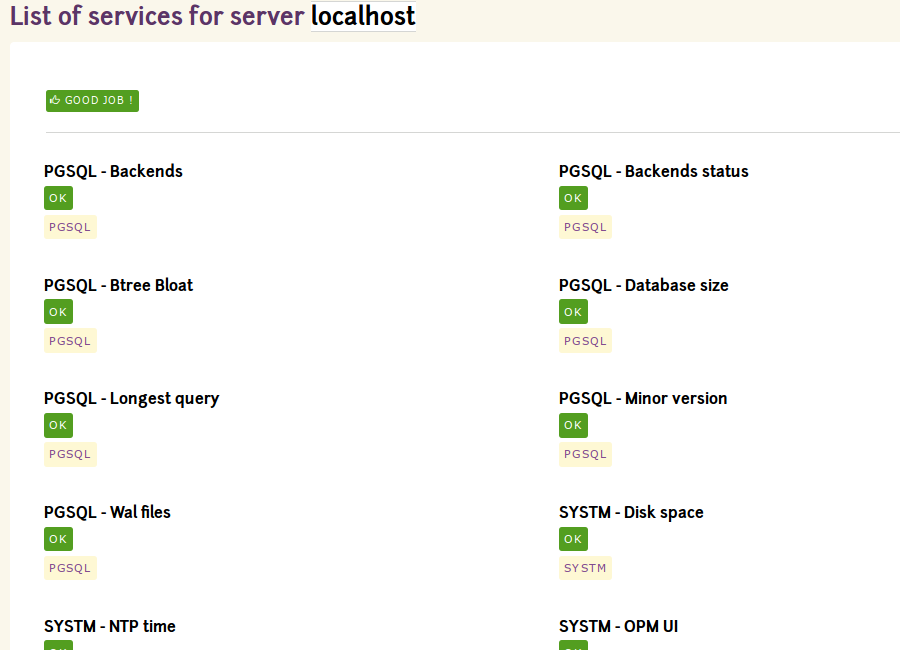 List of services for server localhost
GOOD JOB !
PGSQL - Backends
OK
PGSQL
PGSQL - Backends status
OK
PGSQL
PGSQL - Btree Bloat
OK
PGSQL
PGSQL - Database size
OK
PGSQL
PGSQL - Longest query
OK
PGSQL
PGSQL - Minor version
OK
PGSQL
PGSQL - Wal files
OK
PGSQL
SYSTM - Disk space
OK
SYSTM
SYSTM - NTP time
SYSTM - OPM UI